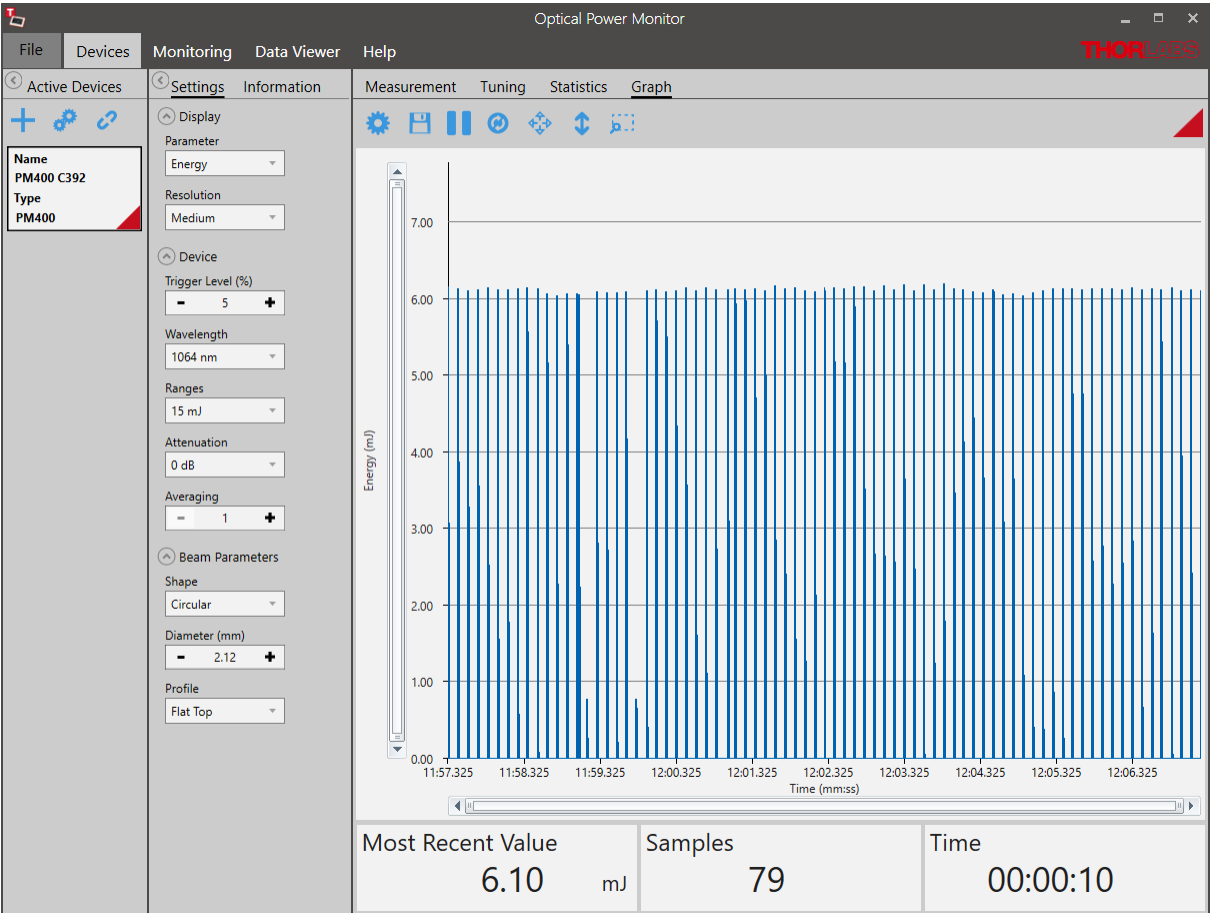 Optical Power Monitor
File Devices Monitoring Data Viewer Help
THORLABS
Active Devices
Name
PM400 C392
Type
PM400
Settings Information
Display
Parameter
Energy
Resolution
Medium
Device
Trigger Level (%)
- 5 +
Wavelength
1064 nm
Ranges
15 mJ
Attenuation
0 dB
Averaging
- 1 +
Beam Parameters
Shape
Circular
Diameter (mm)
- 2.12 +
Profile
Flat Top
Measurement Tuning Statistics Graph
Energy (mJ)
7.00
6.00
5.00
4.00
3.00
2.00
1.00
0.00
11:57.325 11:58.325 11:59.325 12:00.325 12:01.325 12:02.325 12:03.325 12:04.325 12:05.325 12:06.325
Time (mm:ss)
Most Recent Value
6.10 mJ
Samples
79
Time
00:00:10